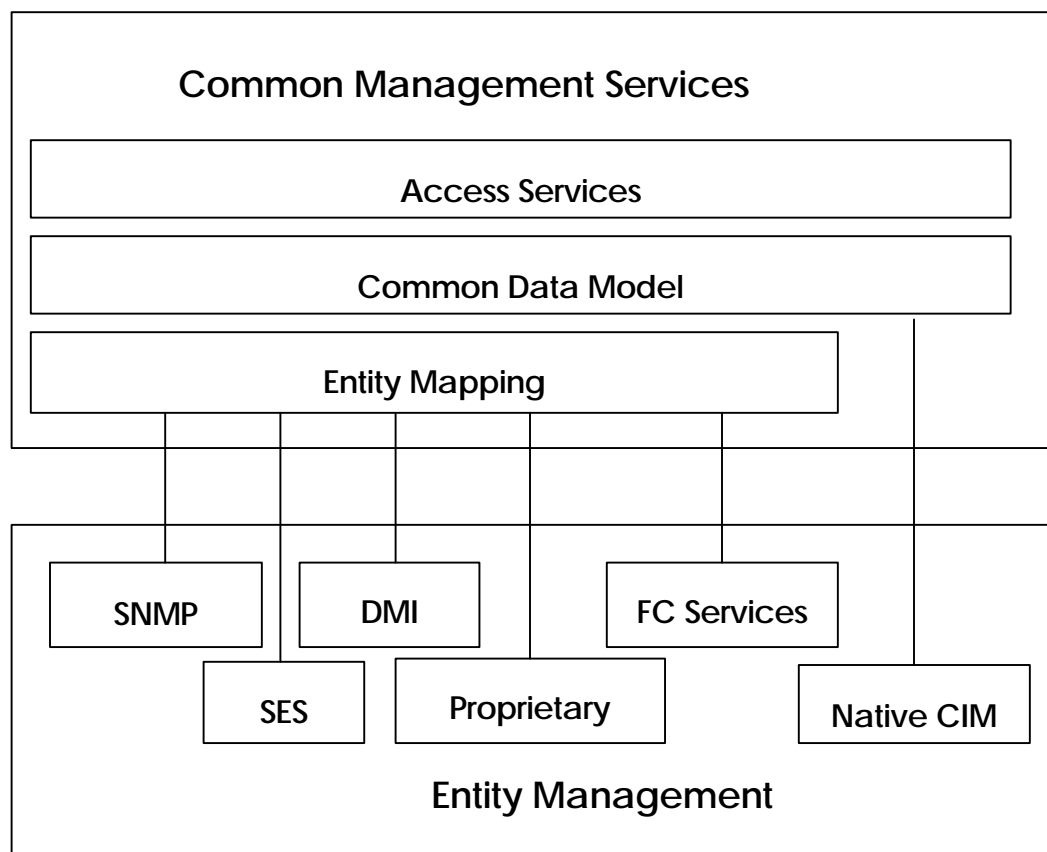 Common Management Services
Access Services
Common Data Model
Entity Mapping
SNMP
DMI
FC Services
SES
Proprietary
Native CIM
Entity Management